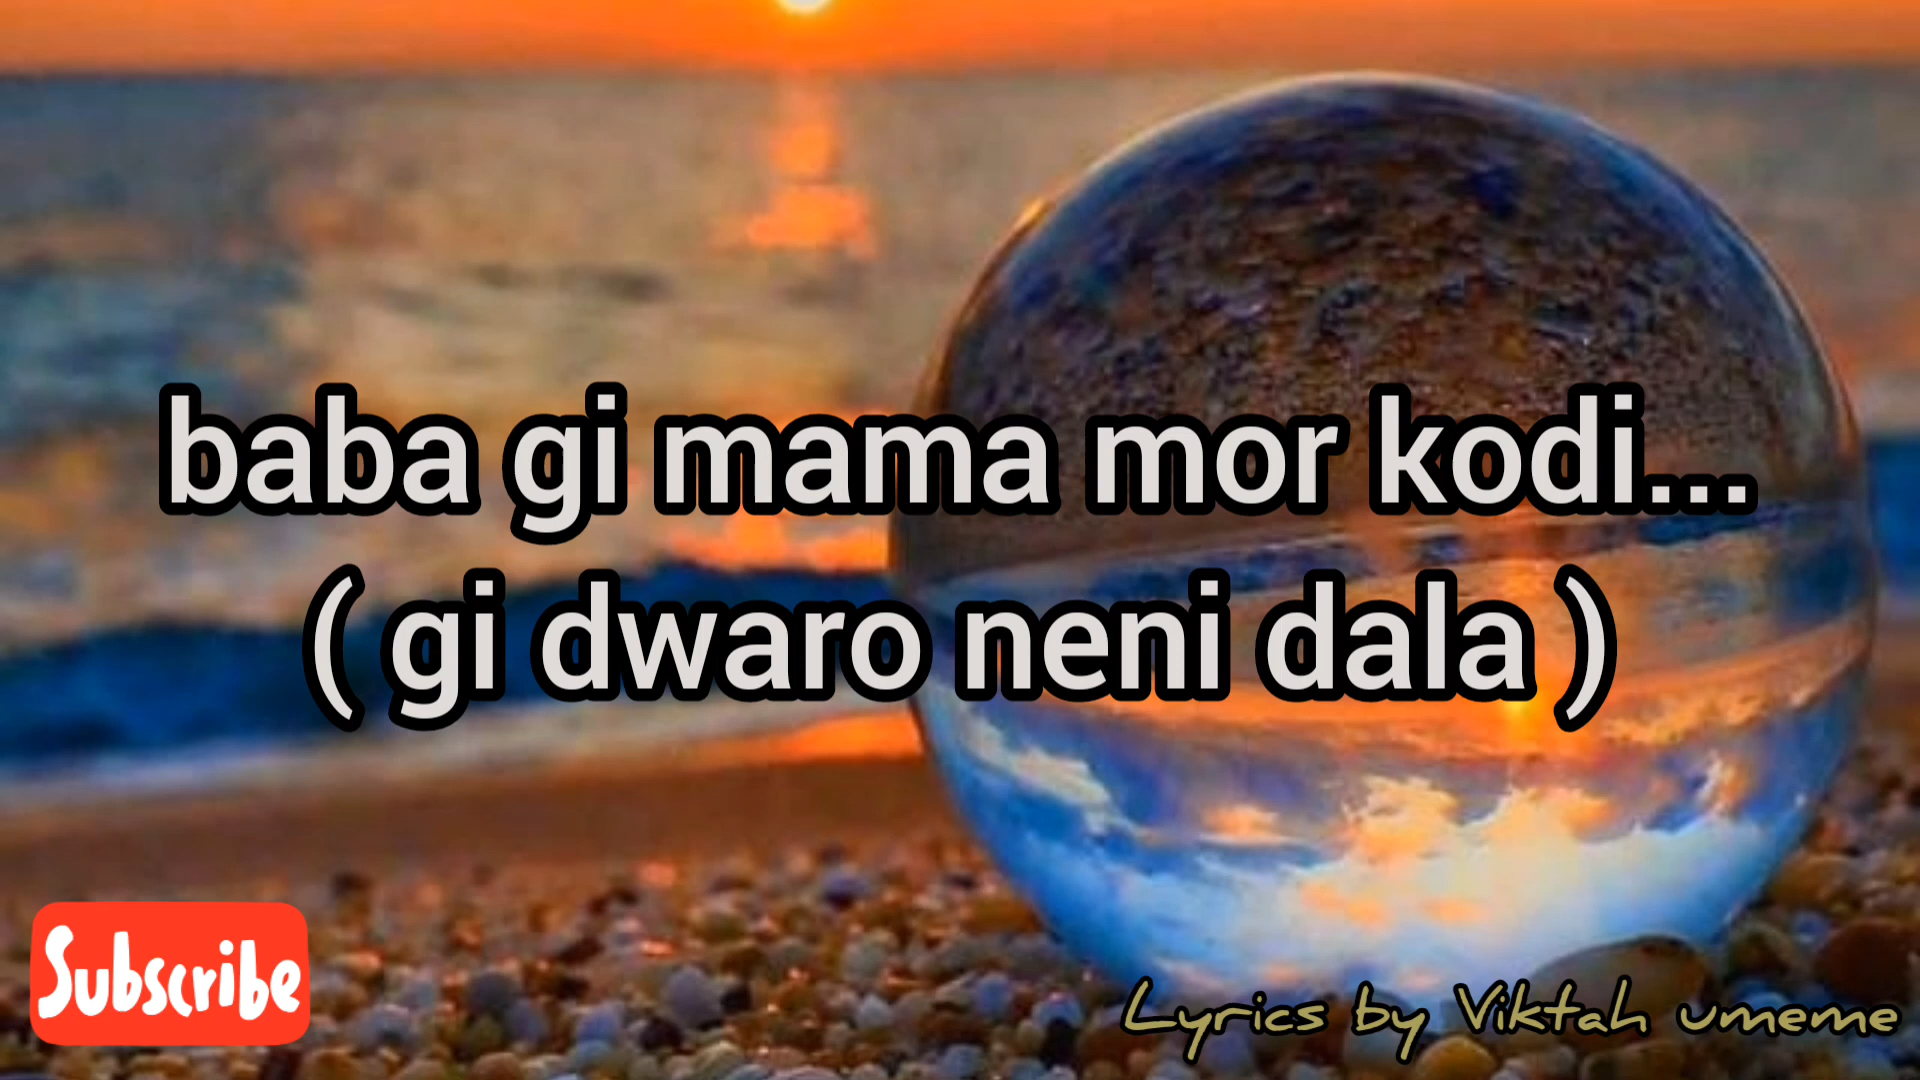 baba gi mama mor kodi...
( gi dwaro neni dala )
Subscribe
Lyrics by Viktah umeme